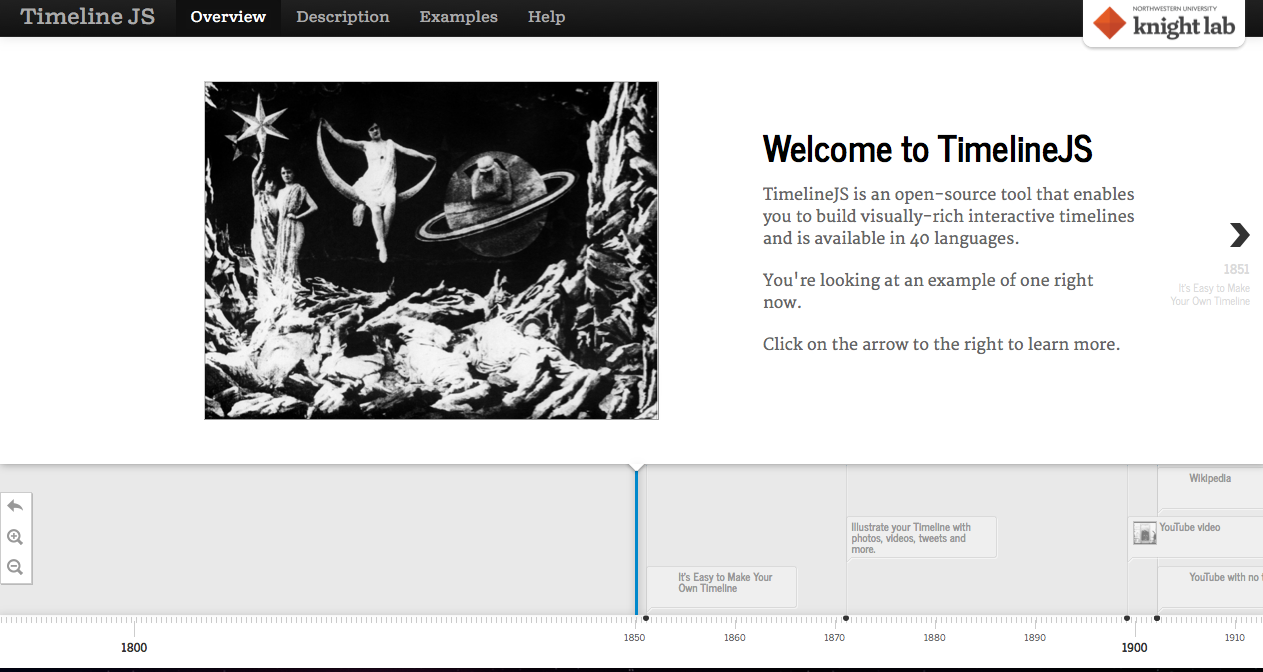 Timeline JS
Overview
Description
Examples
Help
NORTHWESTERN UNIVERSITY
knight lab
Welcome to TimelineJS
TimelineJS is an open-source tool that enables
you to build visually-rich interactive timelines
and is available in 40 languages.
You're looking at an example of one right
now.
Click on the arrow to the right to learn more.
1851
It's Easy to Make
Your Own Timeline
Wikipedia
Illustrate your Timeline with
photos, videos, tweets and
more.
YouTube video
It's Easy to Make Your
Own Timeline
YouTube with no
1800
1850
1860
1870
1880
1890
1900
1910